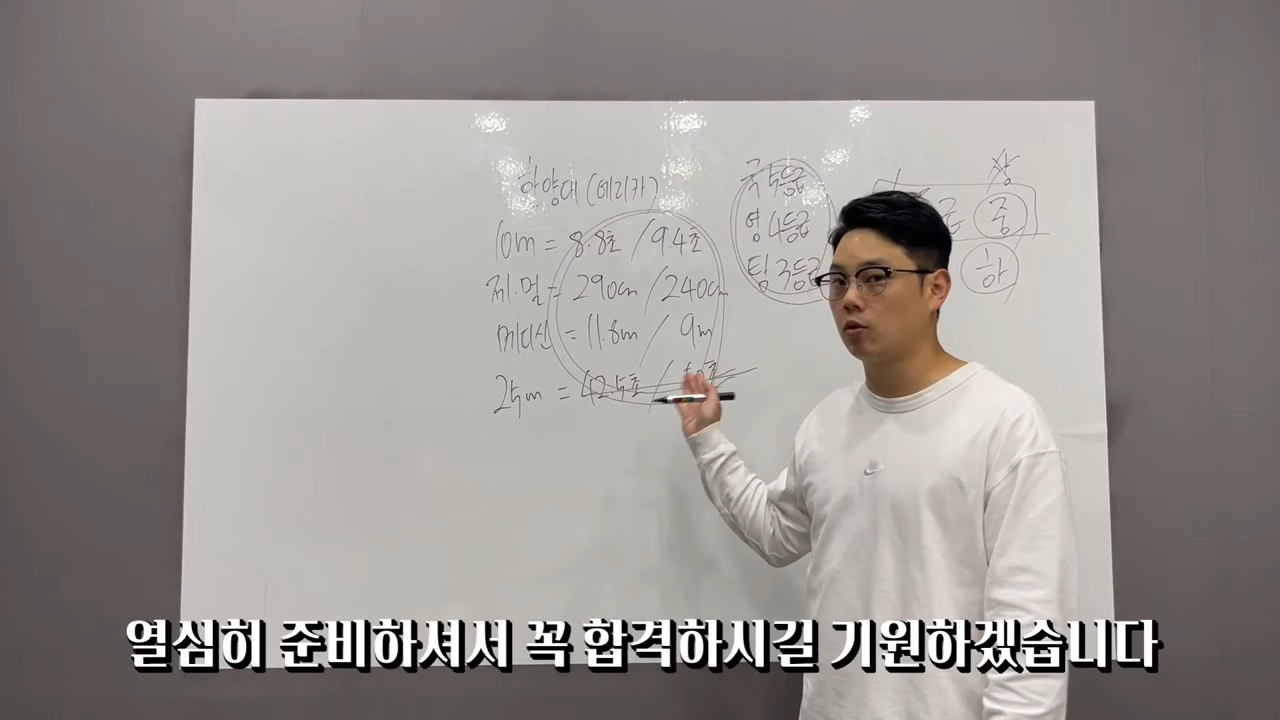 한양대(에리카)
10m = 8.8초 / 9.4초
제.멀 = 290cm / 240cm
메디신 = 11.8m / 9m
25m = 42.5초 /
국 5등급
영 4등급
탐 3등급
상
중
하
열심히 준비하셔서 꼭 합격하시길 기원하겠습니다